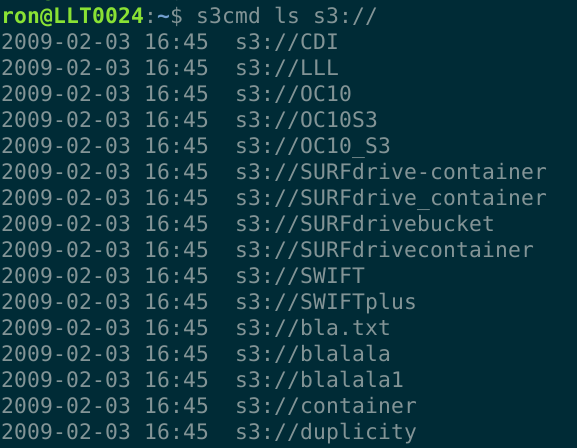 ron@LLT0024:~$ s3cmd ls s3://
2009-02-03 16:45  s3://CDI
2009-02-03 16:45  s3://LLL
2009-02-03 16:45  s3://OC10
2009-02-03 16:45  s3://OC10S3
2009-02-03 16:45  s3://OC10_S3
2009-02-03 16:45  s3://SURFdrive-container
2009-02-03 16:45  s3://SURFdrive_container
2009-02-03 16:45  s3://SURFdrivebucket
2009-02-03 16:45  s3://SURFdrivecontainer
2009-02-03 16:45  s3://SWIFT
2009-02-03 16:45  s3://SWIFTplus
2009-02-03 16:45  s3://bla.txt
2009-02-03 16:45  s3://blalala
2009-02-03 16:45  s3://blalala1
2009-02-03 16:45  s3://container
2009-02-03 16:45  s3://duplicity